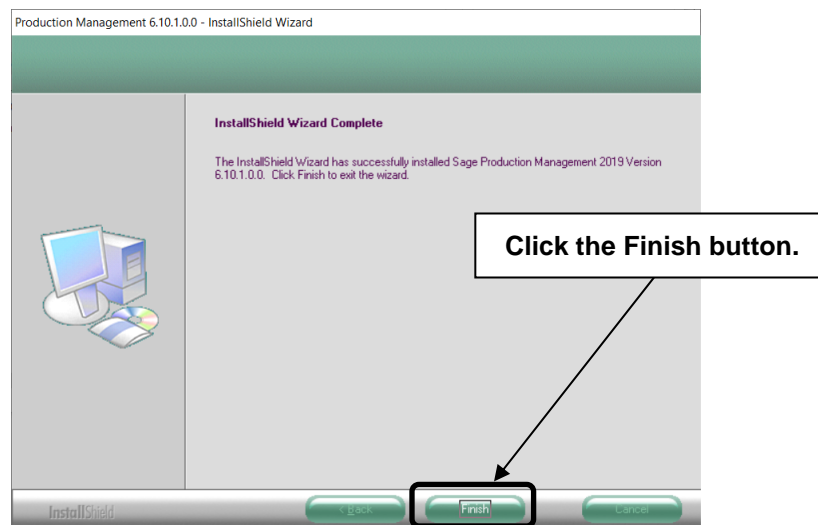 Production Management 6.10.1.0.0 - InstallShield Wizard
InstallShield Wizard Complete
The InstallShield Wizard has successfully installed Sage Production Management 2019 Version
6.10.1.0.0. Click Finish to exit the wizard.
Click the Finish button.
InstallShield
< Back
Finish
Cancel